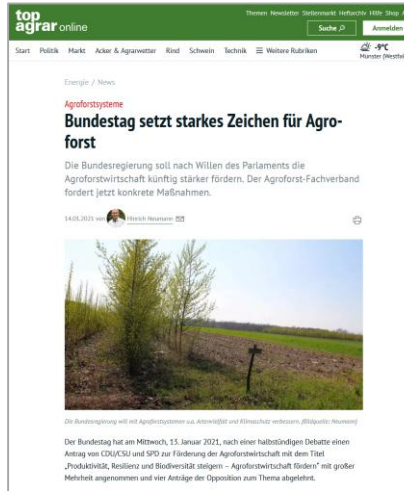 top
agrar online
Themen Newsletter Stellenmarkt Heftarchiv Hilfe Shop
Suche
Anmelden
Start Politik Markt Acker & Agrarwetter Rind Schwein Technik Weitere Rubriken
-9°C
Münster (Westfal
Energie / News
Agroforstsysteme
Bundestag setzt starkes Zeichen für Agro-
forst
Die Bundesregierung soll nach Willen des Parlaments die
Agroforstwirtschaft künftig stärker fördern. Der Agroforst-Fachverband
fordert jetzt konkrete Maßnahmen.
14.01.2021 von Hinrich Neumann
Die Bundesregierung will mit Agroforstsystemen u.a. Artenvielfalt und Klimaschutz verbessern. (Bildquelle: Neumann)
Der Bundestag hat am Mittwoch, 13. Januar 2021, nach einer halbstündigen Debatte einen
Antrag von CDU/CSU und SPD zur Förderung der Agroforstwirtschaft mit dem Titel
„Produktivität, Resilienz und Biodiversität steigern – Agroforstwirtschaft fördern“ mit großer
Mehrheit angenommen und vier Anträge der Opposition zum Thema abgelehnt.